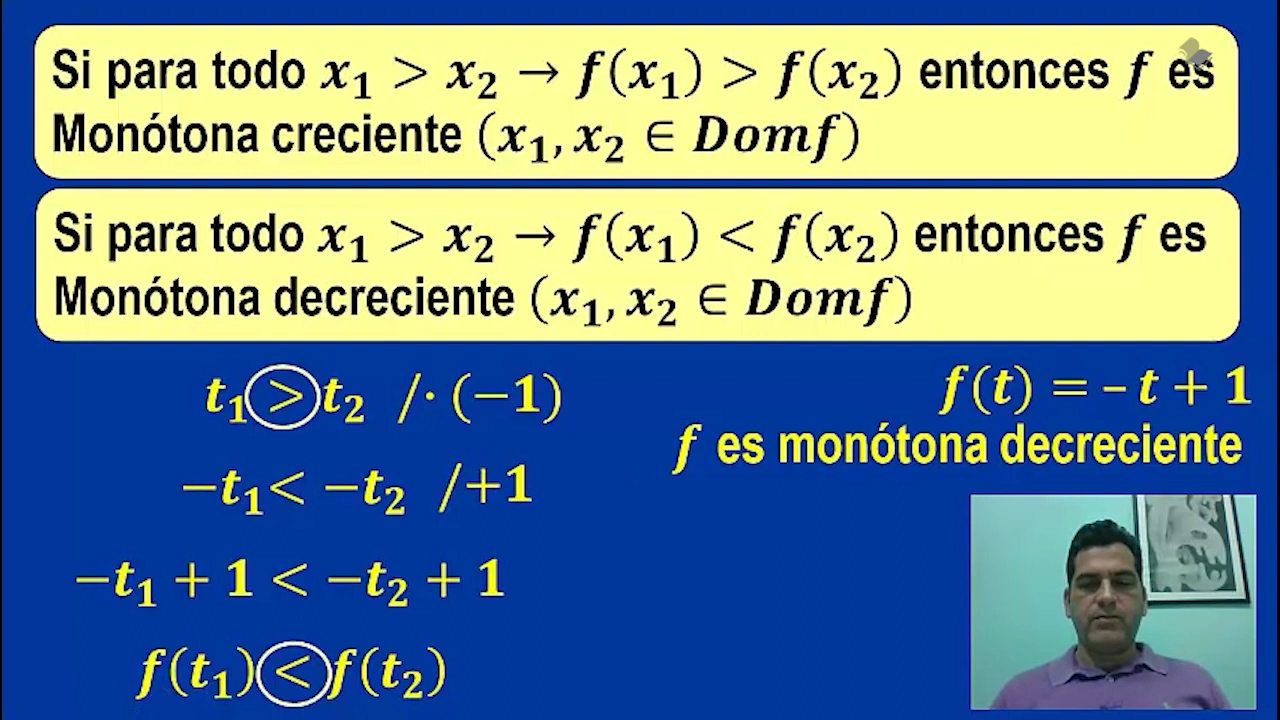 Si para todo x₁ > x₂ → f(x₁) > f(x₂) entonces f es
Monótona creciente (x₁, x₂ ∈ Domf)
Si para todo x₁ > x₂ → f(x₁) < f(x₂) entonces f es
Monótona decreciente (x₁, x₂ ∈ Domf)
t₁ > t₂ /· (−1)
f(t) = – t + 1
f es monótona decreciente
−t₁ < −t₂ /+1
−t₁ + 1 < −t₂ + 1
f(t₁) < f(t₂)